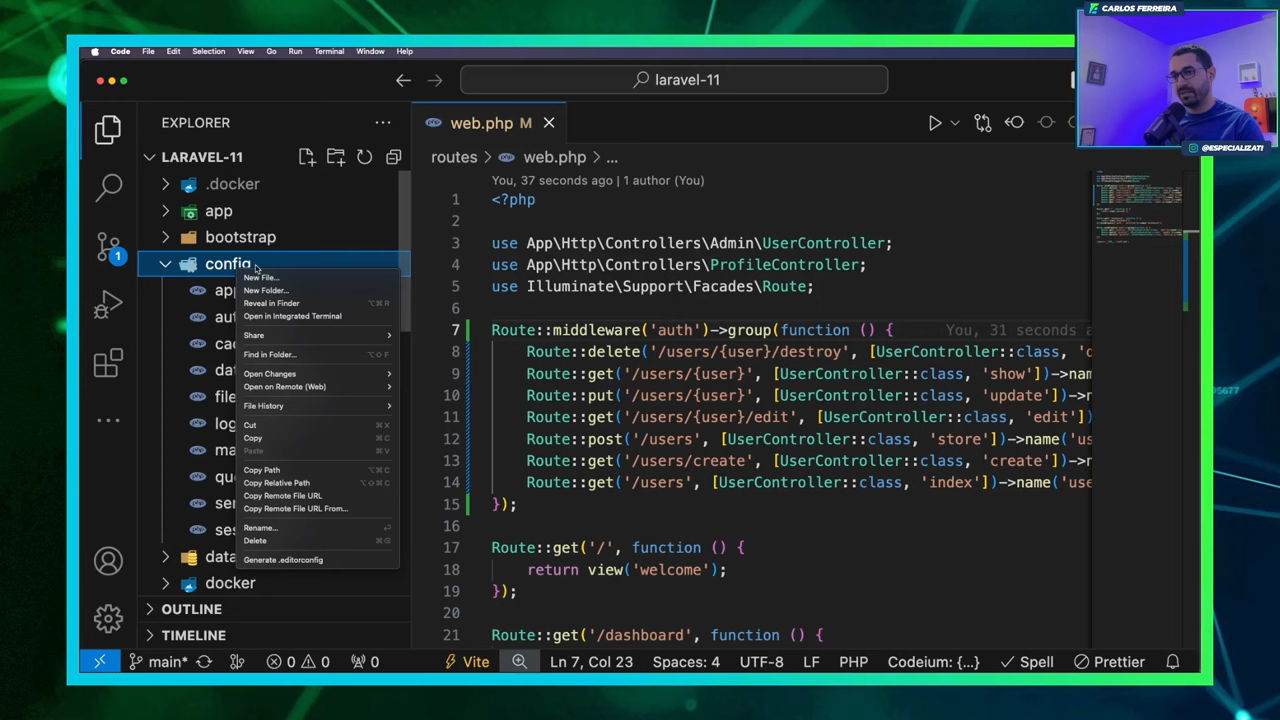 CARLOS FERREIRA
@ESPECIALIZATI
Code File Edit Selection View Go Run Terminal Window Help
laravel-11
EXPLORER
LARAVEL-11
.docker
app
bootstrap
config
docker
OUTLINE
TIMELINE
New File...
New Folder...
Reveal in Finder ⌥⌘R
Open in Integrated Terminal
Share
Find in Folder... ⌥⇧F
Open Changes
Open on Remote (Web)
File History
Cut ⌘X
Copy ⌘C
Paste ⌘V
Copy Path ⌥⌘C
Copy Relative Path ⌥⇧⌘C
Copy Remote File URL
Copy Remote File URL From...
Rename...
Delete
Generate .editorconfig
web.php M
routes > web.php > ...
You, 37 seconds ago | 1 author (You)
1 <?php
2
3 use App\Http\Controllers\Admin\UserController;
4 use App\Http\Controllers\ProfileController;
5 use Illuminate\Support\Facades\Route;
6
7 Route::middleware('auth')->group(function () { You, 31 seconds a
8 Route::delete('/users/{user}/destroy', [UserController::class, 'd
9 Route::get('/users/{user}', [UserController::class, 'show'])->name
10 Route::put('/users/{user}', [UserController::class, 'update'])->n
11 Route::get('/users/{user}/edit', [UserController::class, 'edit'])
12 Route::post('/users', [UserController::class, 'store'])->name('us
13 Route::get('/users/create', [UserController::class, 'create'])->n
14 Route::get('/users', [UserController::class, 'index'])->name('use
15 });
16
17 Route::get('/', function () {
18 return view('welcome');
19 });
20
21 Route::get('/dashboard', function () {
1
main* 0 0 0 Vite Ln 7, Col 23 Spaces: 4 UTF-8 LF PHP Codeium: {...} Spell Prettier